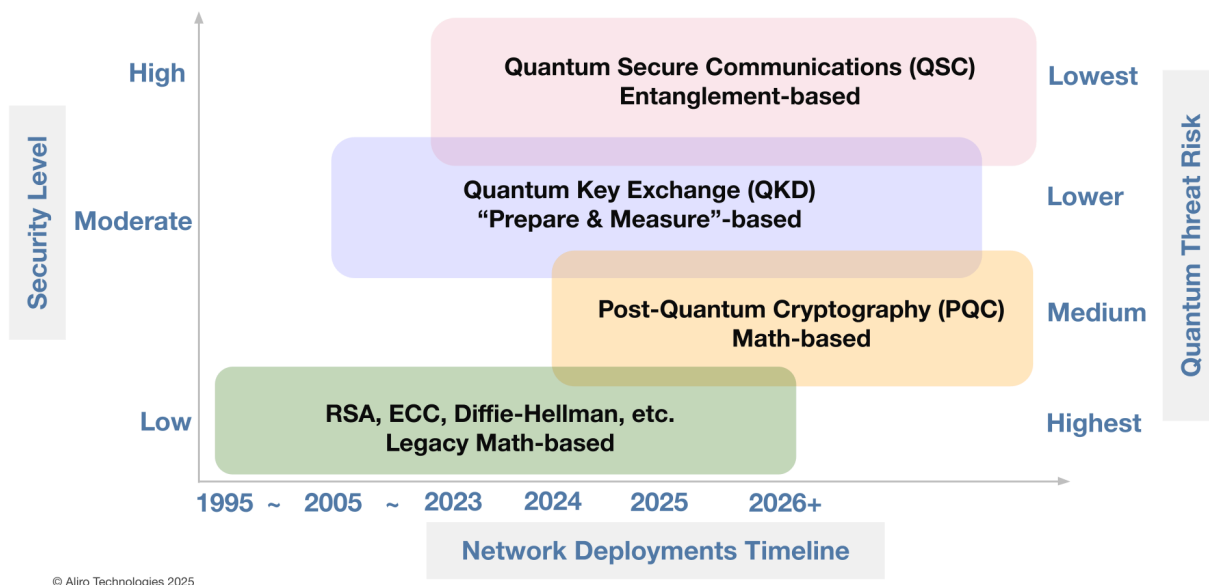 High
Quantum Secure Communications (QSC)
Entanglement-based
Lowest
Security Level
Quantum Key Exchange (QKD)
“Prepare & Measure”-based
Moderate
Lower
Quantum Threat Risk
Post-Quantum Cryptography (PQC)
Math-based
Medium
Low
RSA, ECC, Diffie-Hellman, etc.
Legacy Math-based
Highest
1995 ~ 2005 ~ 2023 2024 2025 2026+
Network Deployments Timeline
© Aliro Technologies 2025